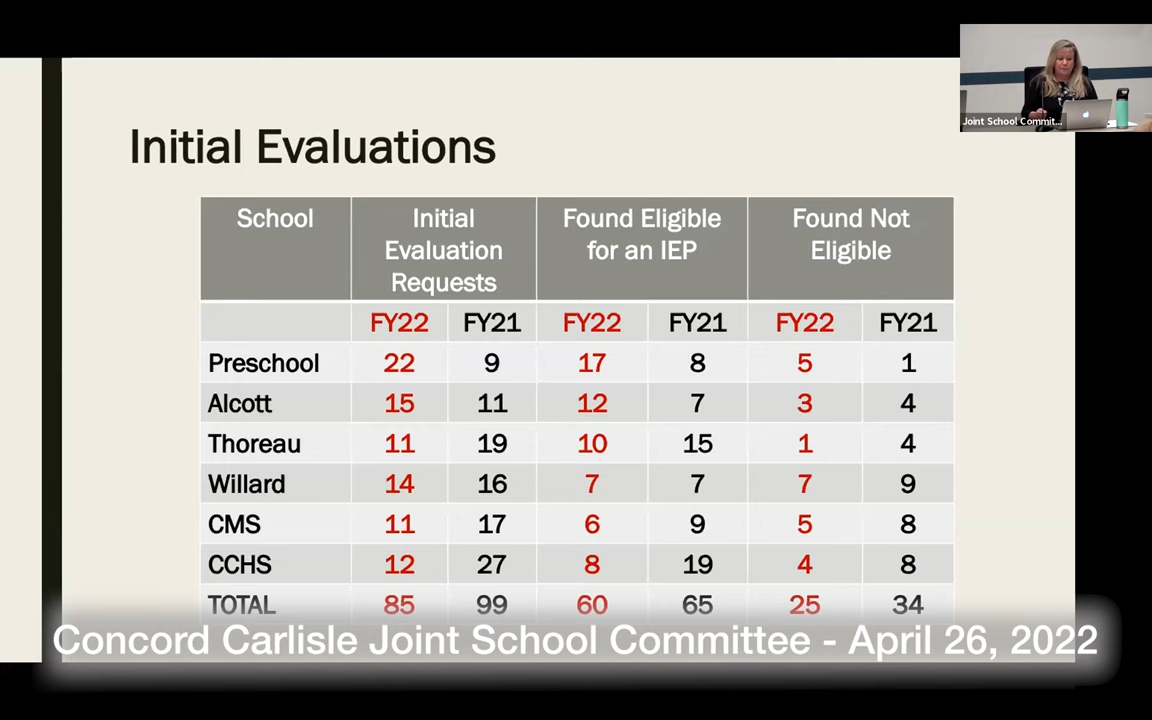 Joint School Commit...
Initial Evaluations
School Initial Found Eligible Found Not
Evaluation for an IEP Eligible
Requests
FY22 FY21 FY22 FY21 FY22 FY21
Preschool 22 9 17 8 5 1
Alcott 15 11 12 7 3 4
Thoreau 11 19 10 15 1 4
Willard 14 16 7 7 7 9
CMS 11 17 6 9 5 8
CCHS 12 27 8 19 4 8
TOTAL 85 99 60 65 25 34
Concord Carlisle Joint School Committee - April 26, 2022